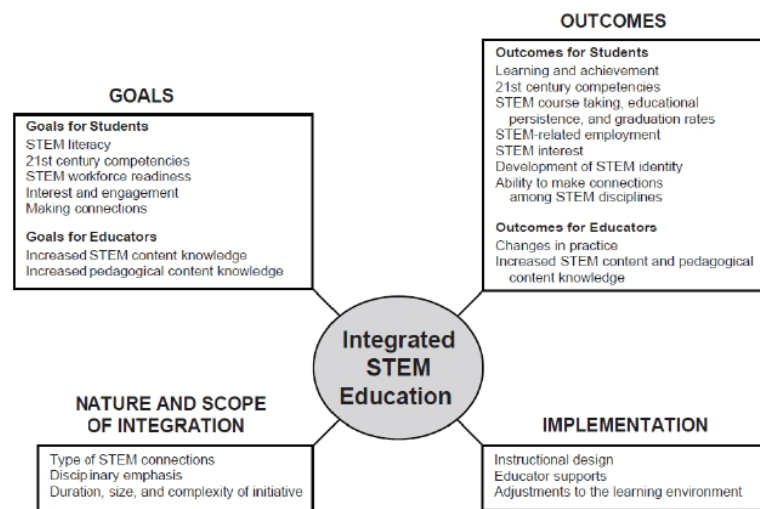 GOALS
Goals for Students
STEM literacy
21st century competencies
STEM workforce readiness
Interest and engagement
Making connections
Goals for Educators
Increased STEM content knowledge
Increased pedagogical content knowledge
OUTCOMES
Outcomes for Students
Learning and achievement
21st century competencies
STEM course taking, educational
persistence, and graduation rates
STEM-related employment
STEM interest
Development of STEM identity
Ability to make connections
among STEM disciplines
Outcomes for Educators
Changes in practice
Increased STEM content and pedagogical
content knowledge
Integrated
STEM
Education
NATURE AND SCOPE
OF INTEGRATION
Type of STEM connections
Disciplinary emphasis
Duration, size, and complexity of initiative
IMPLEMENTATION
Instructional design
Educator supports
Adjustments to the learning environment